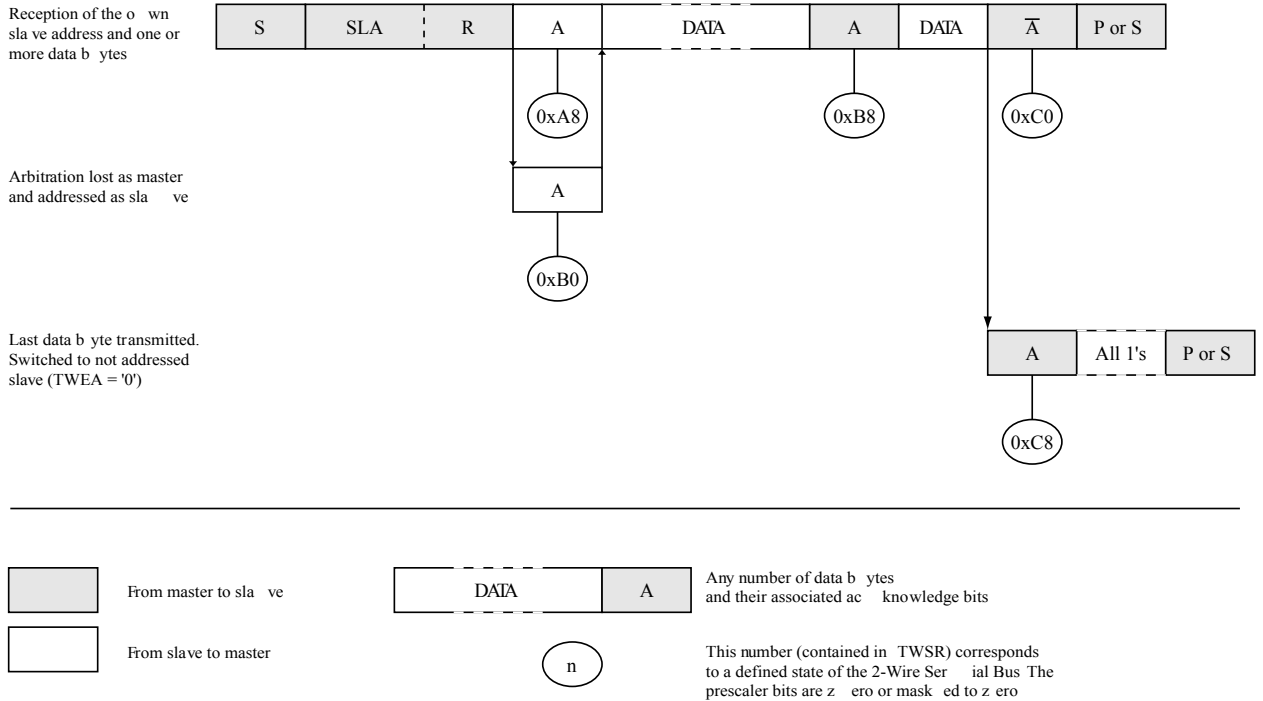 Reception of the o wn
sla ve address and one or
more data b ytes
S SLA R A DATA A DATA A P or S
0xA8 0xB8 0xC0
Arbitration lost as master
and addressed as sla ve
A
0xB0
Last data b yte transmitted.
Switched to not addressed
slave (TWEA = '0')
A All 1's P or S
0xC8
From master to sla ve
DATA A
Any number of data b ytes
and their associated ac knowledge bits
From slave to master
n
This number (contained in TWSR) corresponds
to a defined state of the 2-Wire Ser ial Bus The
prescaler bits are z ero or mask ed to z ero